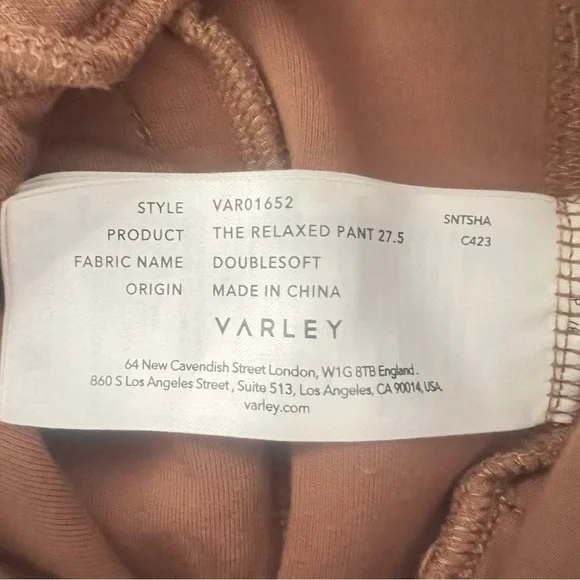 STYLE VAR01652
PRODUCT THE RELAXED PANT 27.5
FABRIC NAME DOUBLESOFT
ORIGIN MADE IN CHINA
SNTSHA
C423
VARLEY
64 New Cavendish Street London, W1G 8TB England.
860 S Los Angeles Street, Suite 513, Los Angeles, CA 90014, USA
varley.com